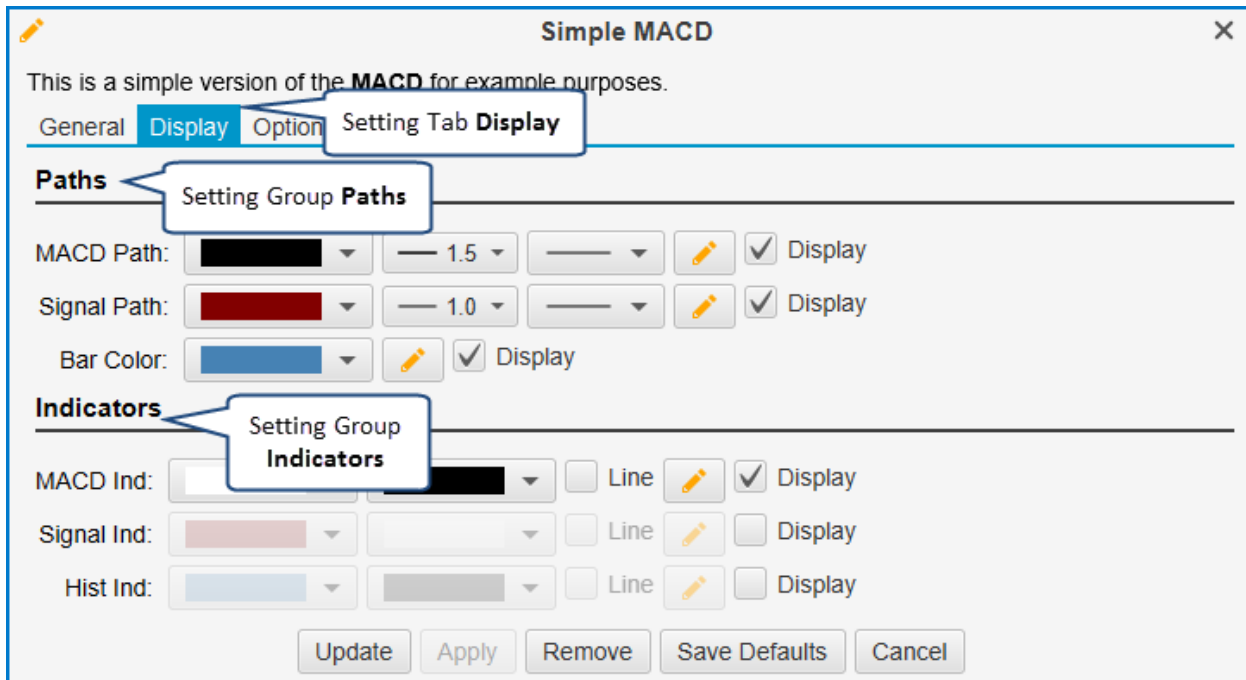 Simple MACD
This is a simple version of the MACD for example purposes.
General Display Option
Setting Tab Display
Paths
Setting Group Paths
MACD Path: 1.5 Display
Signal Path: 1.0 Display
Bar Color: Display
Indicators
Setting Group
Indicators
MACD Ind: Line Display
Signal Ind: Line Display
Hist Ind: Line Display
Update Apply Remove Save Defaults Cancel